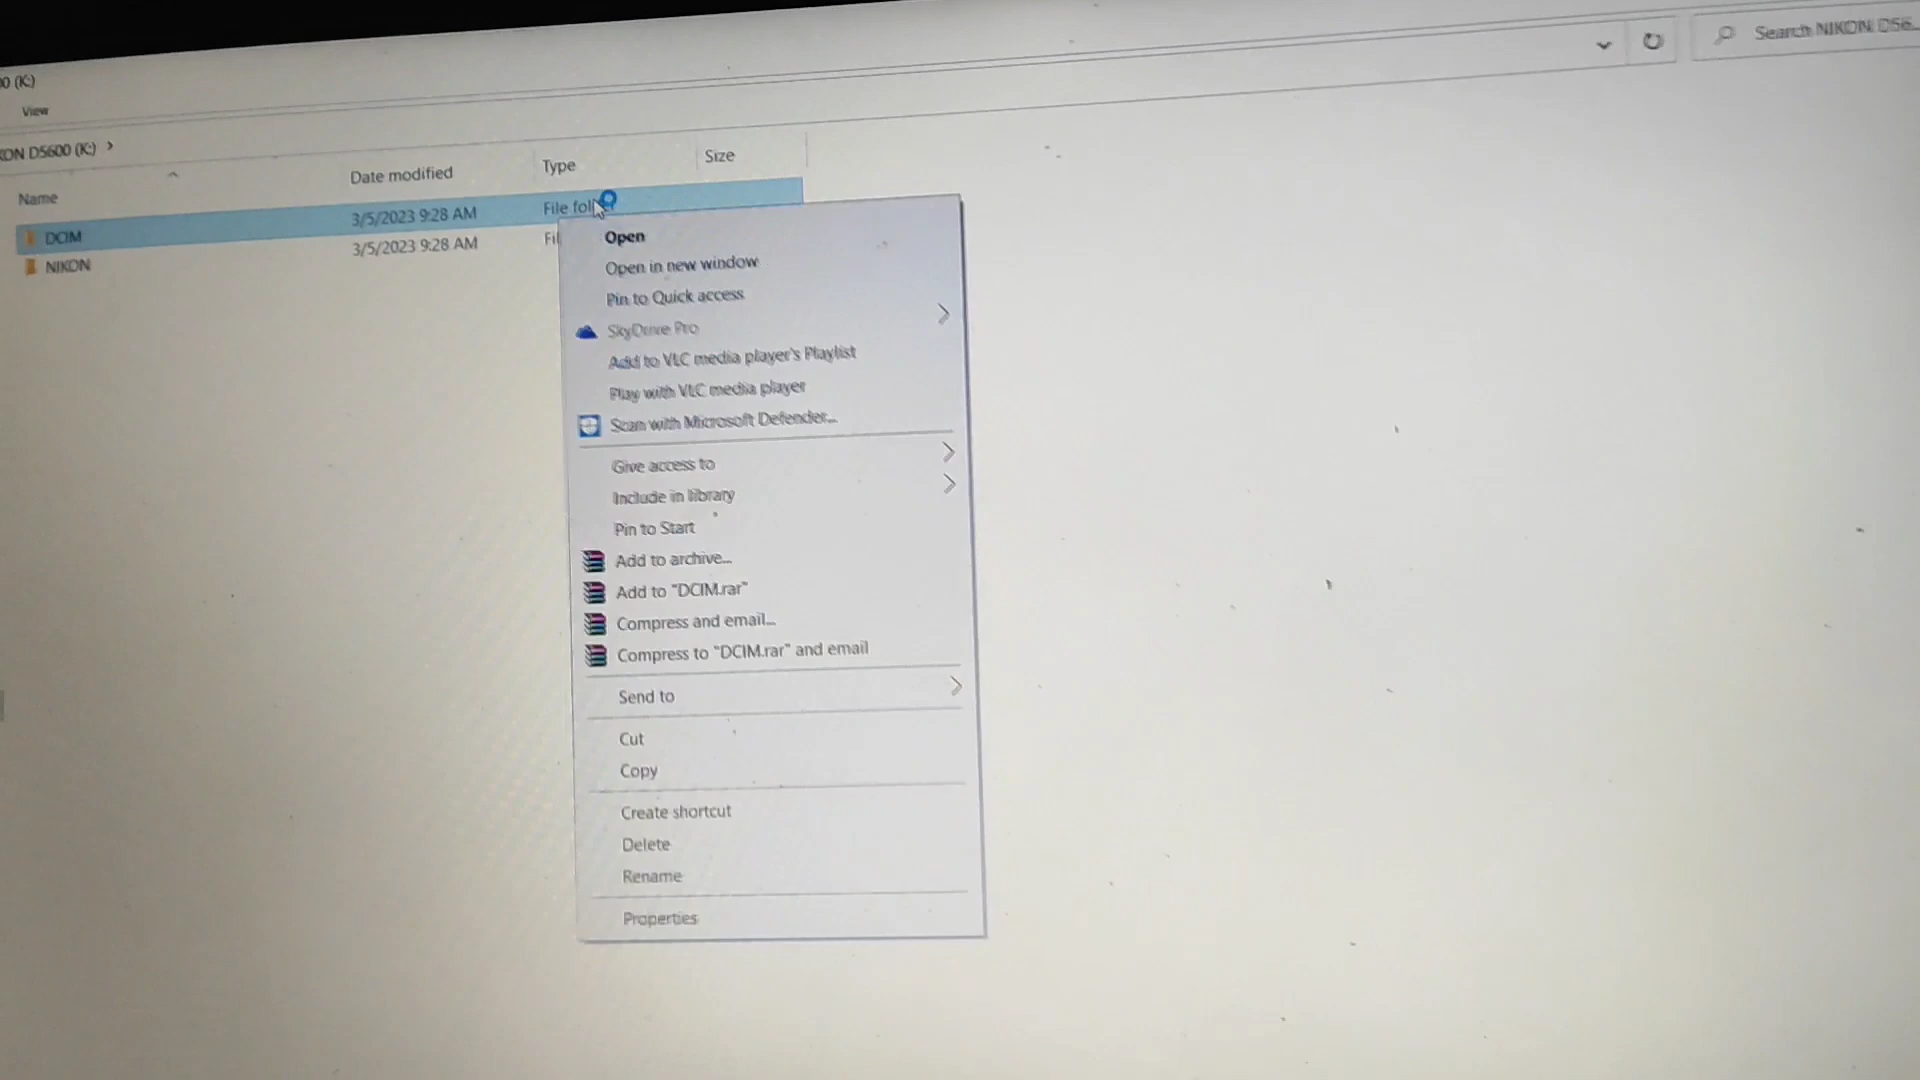 00 (K:)
Search NIKON D56...
View
KON D5600 (K:)
Name
Date modified
Type
Size
DCIM
3/5/2023 9:28 AM
File fol
NIKON
3/5/2023 9:28 AM
Fil
Open
Open in new window
Pin to Quick access
SkyDrive Pro
Add to VLC media player's Playlist
Play with VLC media player
Scan with Microsoft Defender...
Give access to
Include in library
Pin to Start
Add to archive...
Add to "DCIM.rar"
Compress and email...
Compress to "DCIM.rar" and email
Send to
Cut
Copy
Create shortcut
Delete
Rename
Properties